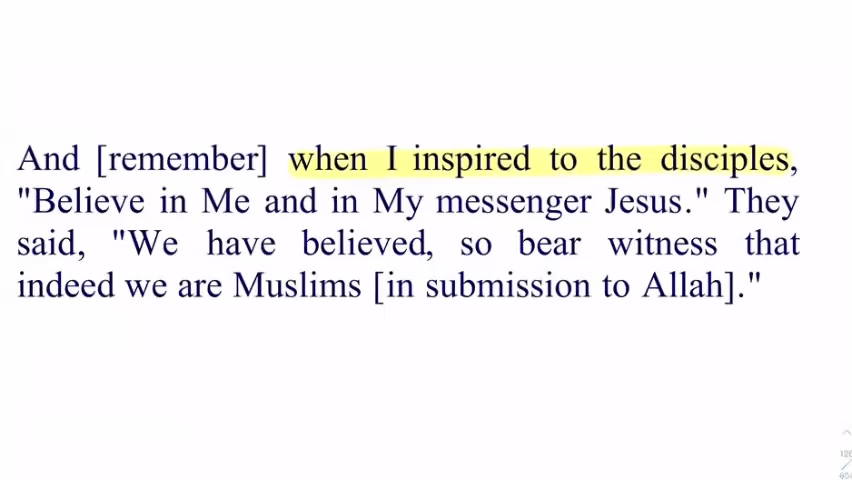 And [remember] when I inspired to the disciples,
"Believe in Me and in My messenger Jesus." They
said, "We have believed, so bear witness that
indeed we are Muslims [in submission to Allah]."